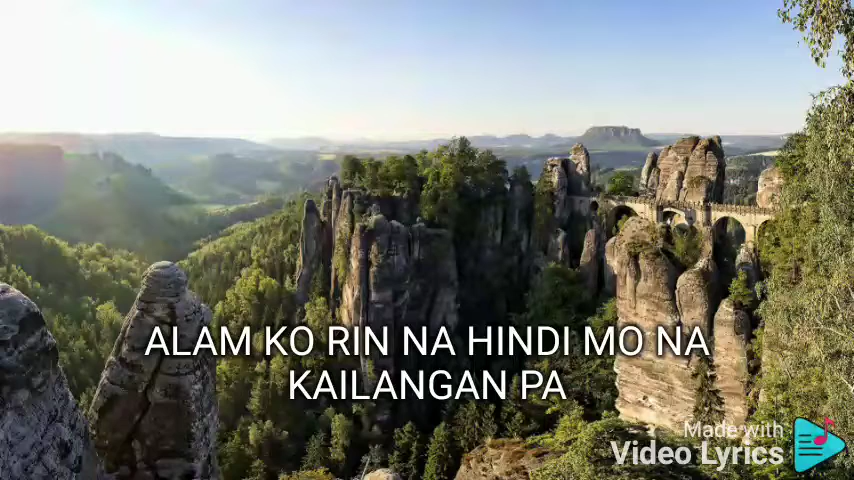 ALAM KO RIN NA HINDI MO NA
KAILANGAN PA
Made with
Video Lyrics